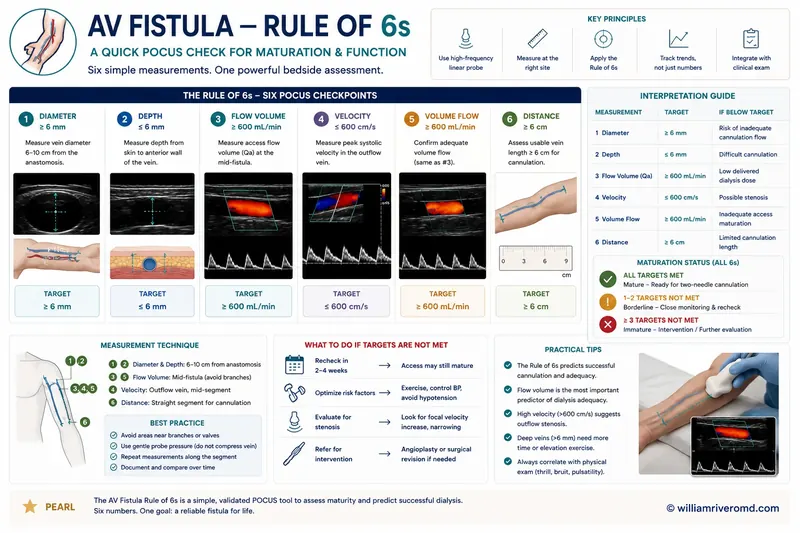 AV FISTULA – RULE OF 6s
A QUICK POCUS CHECK FOR MATURATION & FUNCTION
Six simple measurements. One powerful bedside assessment.
KEY PRINCIPLES
Use high-frequency
linear probe
Measure at the
right site
Apply the
Rule of 6s
Track trends,
not just numbers
Integrate with
clinical exam
THE RULE OF 6s – SIX POCUS CHECKPOINTS
1 DIAMETER
≥ 6 mm
Measure vein diameter
6–10 cm from the
anastomosis.
TARGET
≥ 6 mm
2 DEPTH
≤ 6 mm
Measure depth from
skin to anterior wall
of the vein.
TARGET
≤ 6 mm
3 FLOW VOLUME
≥ 600 mL/min
Measure access flow
volume (Qa) at the
mid-fistula.
TARGET
≥ 600 mL/min
4 VELOCITY
≤ 600 cm/s
Measure peak systolic
velocity in the outflow
vein.
TARGET
≤ 600 cm/s
5 VOLUME FLOW
≥ 600 mL/min
Confirm adequate
volume flow
(same as #3).
TARGET
≥ 600 mL/min
6 DISTANCE
≥ 6 cm
Assess usable vein
length ≥ 6 cm for
cannulation.
0 3 6 9
cm
TARGET
≥ 6 cm
INTERPRETATION GUIDE
MEASUREMENT TARGET IF BELOW TARGET
1 Diameter ≥ 6 mm Risk of inadequate
cannulation flow
2 Depth ≤ 6 mm Difficult cannulation
3 Flow Volume (Qa) ≥ 600 mL/min Low delivered
dialysis dose
4 Velocity ≤ 600 cm/s Possible stenosis
5 Volume Flow ≥ 600 mL/min Inadequate access
maturation
6 Distance ≥ 6 cm Limited cannulation
length
MATURATION STATUS (ALL 6s)
ALL TARGETS MET
Mature – Ready for two-needle cannulation
1–2 TARGETS NOT MET
Borderline – Close monitoring & recheck
≥ 3 TARGETS NOT MET
Immature – Intervention / Further evaluation
MEASUREMENT TECHNIQUE
1 2
3, 4, 5
6
1 2 Diameter & Depth: 6–10 cm from anastomosis
3 5 Flow Volume: Mid-fistula (avoid branches)
4 Velocity: Outflow vein, mid-segment
6 Distance: Straight segment for cannulation
BEST PRACTICE
Avoid areas near branches or valves
Use gentle probe pressure (do not compress vein)
Repeat measurements along the segment
Document and compare over time
WHAT TO DO IF TARGETS ARE NOT MET
Recheck in
2–4 weeks
Access may still mature
Optimize risk factors
Exercise, control BP,
avoid hypotension
Evaluate for
stenosis
Look for focal velocity
increase, narrowing
Refer for
intervention
Angioplasty or surgical
revision if needed
PRACTICAL TIPS
The Rule of 6s predicts successful
cannulation and adequacy.
Flow volume is the most important
predictor of dialysis adequacy.
High velocity (>600 cm/s) suggests
outflow stenosis.
Deep veins (>6 mm) need more
time or elevation exercise.
Always correlate with physical
exam (thrill, bruit, pulsatility).
PEARL
The AV Fistula Rule of 6s is a simple, validated POCUS tool to assess maturity and predict successful dialysis.
Six numbers. One goal: a reliable fistula for life.
© williamriveromd.com